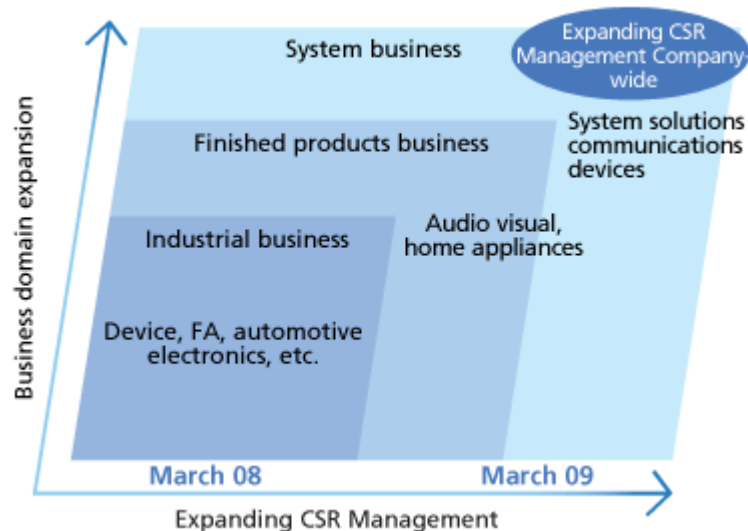 Expanding CSR
Management Company-
wide
System business
System solutions
communications
devices
Finished products business
Audio visual,
home appliances
Industrial business
Device, FA, automotive
electronics, etc.
Business domain expansion
March 08
March 09
Expanding CSR Management